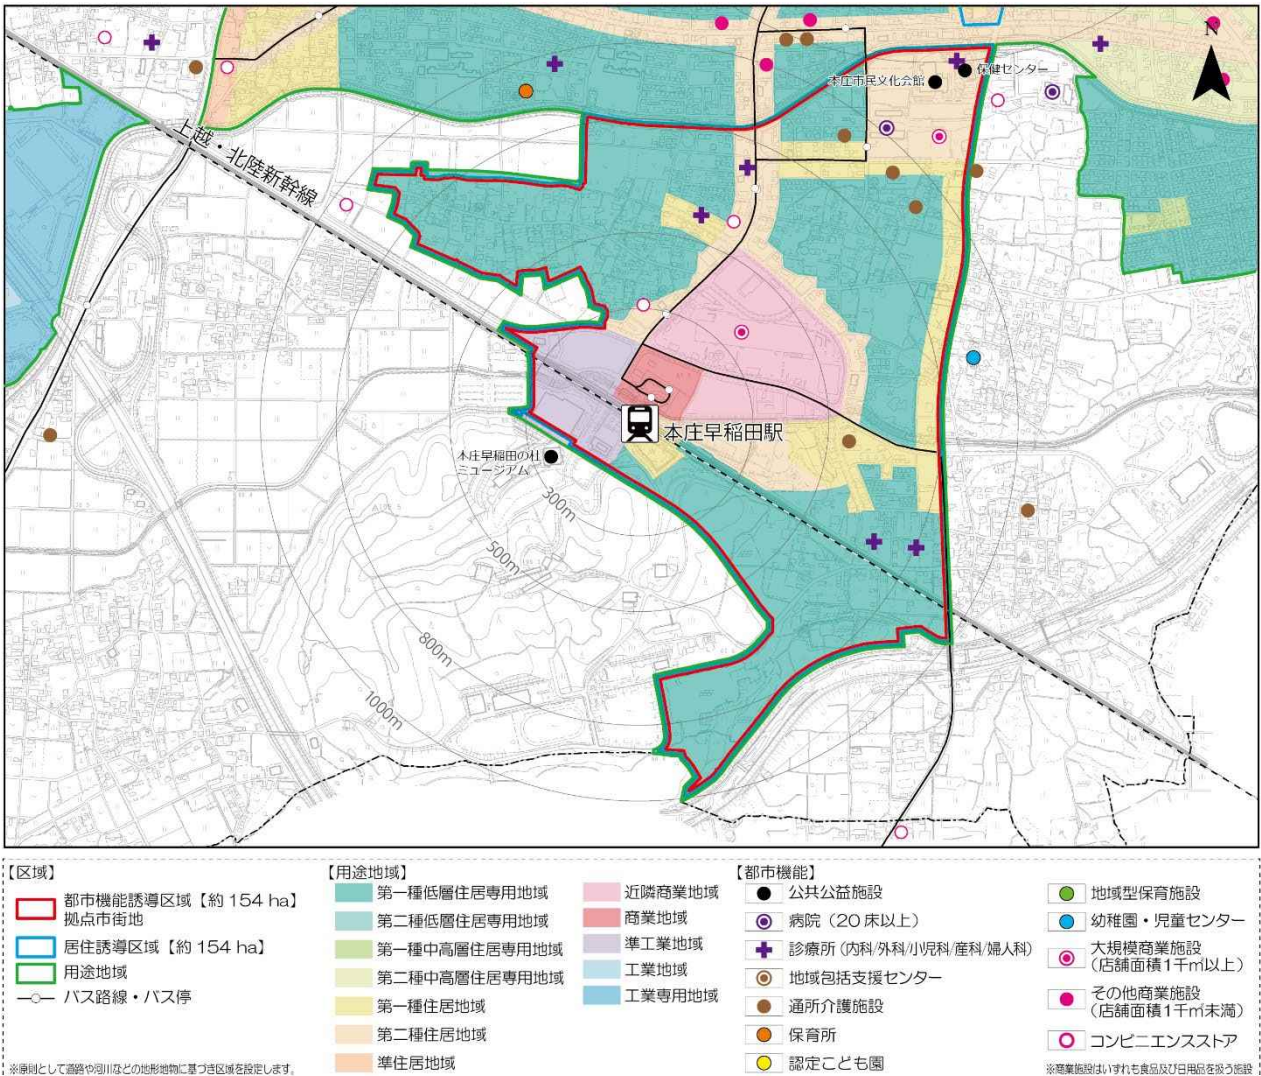 N
保健センター
本庄市民文化会館
上越・北陸新幹線
本庄早稲田駅
本庄早稲田の杜
ミュージアム
300m
500m
800m
1000m
【区域】
都市機能誘導区域【約 154 ha】
拠点市街地
居住誘導区域【約 154 ha】
用途地域
バス路線・バス停
※原則として道路や河川などの地形地物に基づき区域を設定します。
【用途地域】
第一種低層住居専用地域
第二種低層住居専用地域
第一種中高層住居専用地域
第二種中高層住居専用地域
第一種住居地域
第二種住居地域
準住居地域
近隣商業地域
商業地域
準工業地域
工業地域
工業専用地域
【都市機能】
公共公益施設
病院（20 床以上）
診療所（内科/外科/小児科/産科/婦人科）
地域包括支援センター
通所介護施設
保育所
認定こども園
地域型保育施設
幼稚園・児童センター
大規模商業施設
（店舗面積1千㎡以上）
その他商業施設
（店舗面積1千㎡未満）
コンビニエンスストア
※商業施設はいずれも食品及び日用品を扱う施設